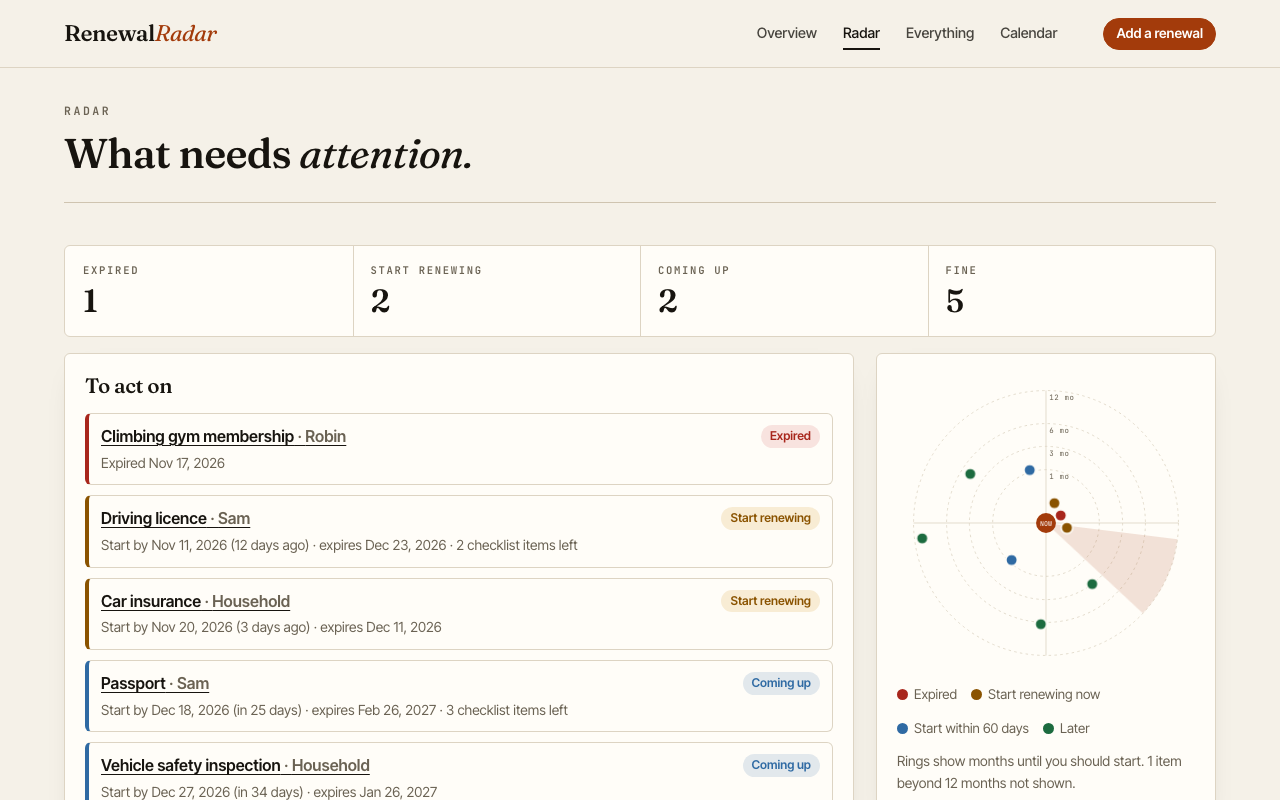 RenewalRadar
Overview Radar Everything Calendar Add a renewal
RADAR
What needs attention.
EXPIRED START RENEWING COMING UP FINE
1 2 2 5
To act on
Climbing gym membership · Robin Expired
Expired Nov 17, 2026
Driving licence · Sam Start renewing
Start by Nov 11, 2026 (12 days ago) · expires Dec 23, 2026 · 2 checklist items left
Car insurance · Household Start renewing
Start by Nov 20, 2026 (3 days ago) · expires Dec 11, 2026
Passport · Sam Coming up
Start by Dec 18, 2026 (in 25 days) · expires Feb 26, 2027 · 3 checklist items left
Vehicle safety inspection · Household Coming up
Start by Dec 27, 2026 (in 34 days) · expires Jan 26, 2027
12 mo
6 mo
3 mo
1 mo
NOW
Expired Start renewing now
Start within 60 days Later
Rings show months until you should start. 1 item
beyond 12 months not shown.